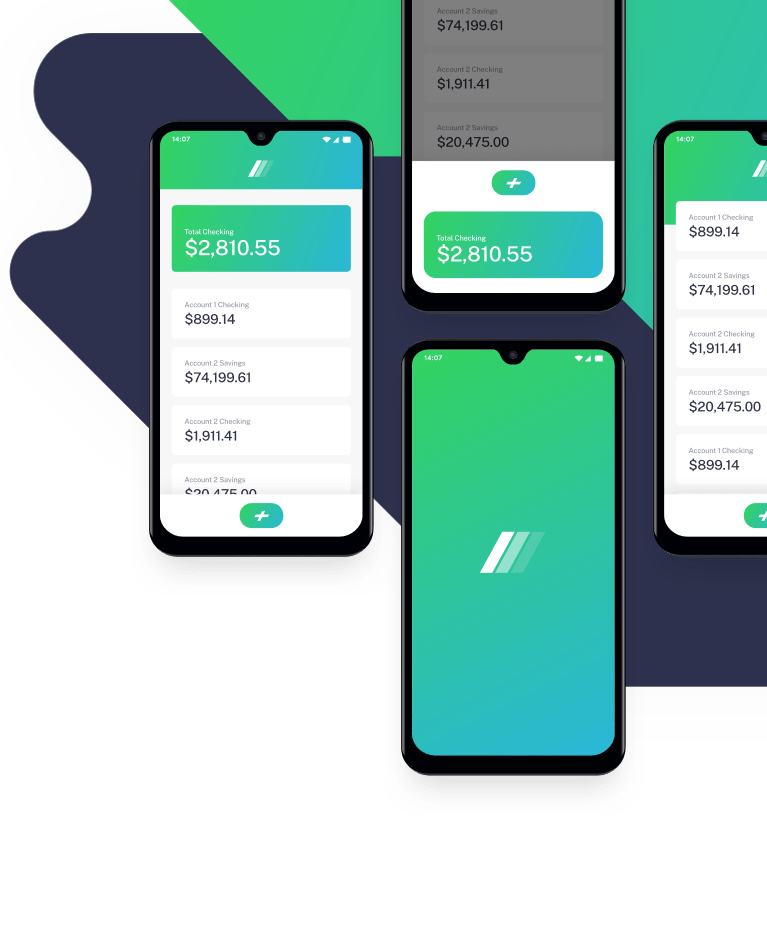 14:07
Total Checking
$2,810.55
Account 1 Checking
$899.14
Account 2 Savings
$74,199.61
Account 2 Checking
$1,911.41
Account 2 Savings
$20,475.00
Account 2 Savings
$74,199.61
Account 2 Checking
$1,911.41
Account 2 Savings
$20,475.00
Total Checking
$2,810.55
14:07
14:07
Account 1 Checking
$899.14
Account 2 Savings
$74,199.61
Account 2 Checking
$1,911.41
Account 2 Savings
$20,475.00
Account 1 Checking
$899.14